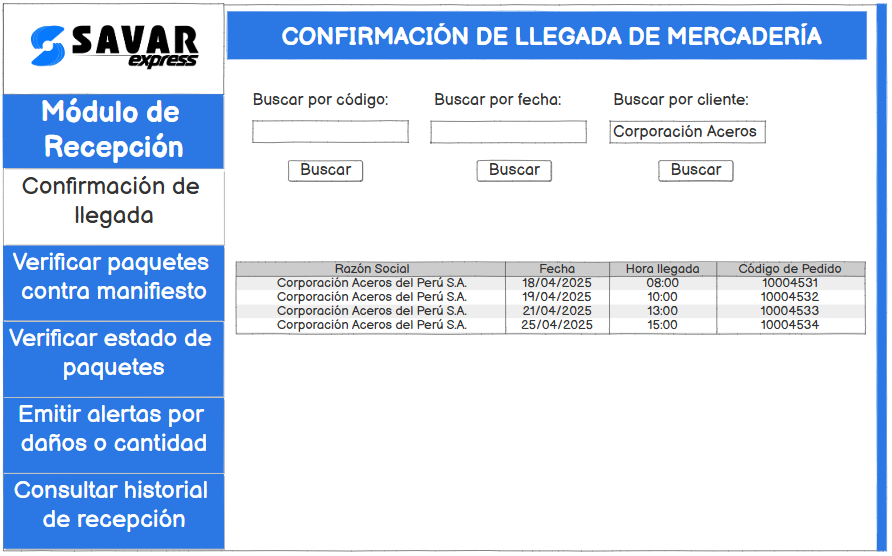 SAVAR
express
Módulo de
Recepción
Confirmación de
llegada
Verificar paquetes
contra manifiesto
Verificar estado de
paquetes
Emitir alertas por
daños o cantidad
Consultar historial
de recepción
CONFIRMACIÓN DE LLEGADA DE MERCADERÍA
Buscar por código: Buscar por fecha: Buscar por cliente:
Corporación Aceros
Buscar Buscar Buscar
Razón Social Fecha Hora llegada Código de Pedido
Corporación Aceros del Perú S.A. 18/04/2025 08:00 10004531
Corporación Aceros del Perú S.A. 19/04/2025 10:00 10004532
Corporación Aceros del Perú S.A. 21/04/2025 13:00 10004533
Corporación Aceros del Perú S.A. 25/04/2025 15:00 10004534